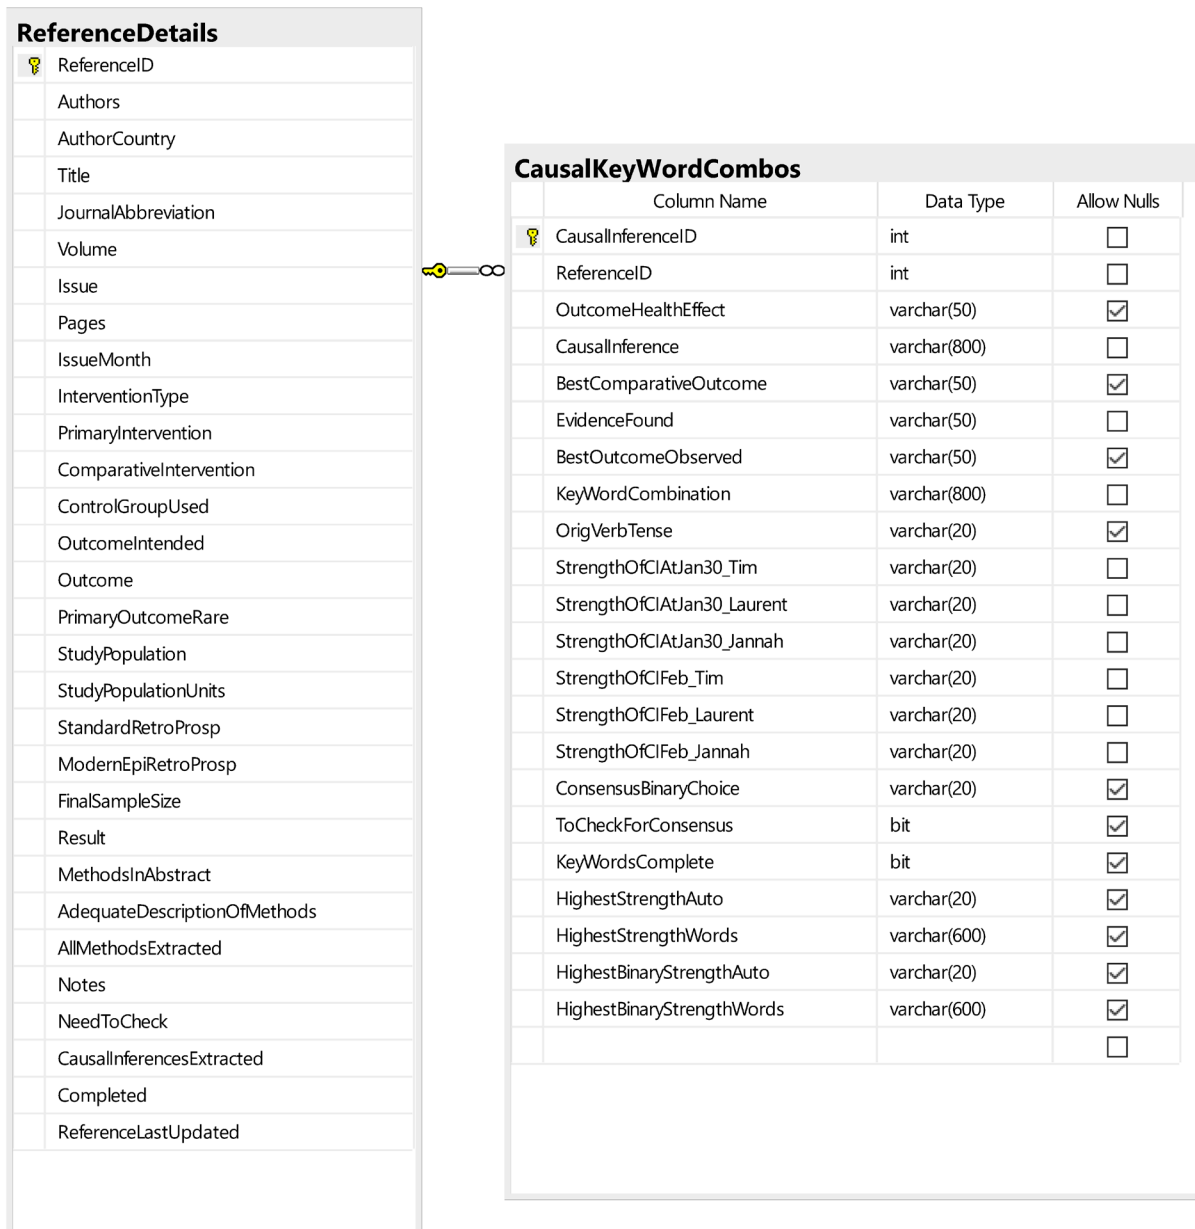 ReferenceDetails
ReferenceID
Authors
AuthorCountry
Title
JournalAbbreviation
Volume
Issue
Pages
IssueMonth
InterventionType
PrimaryIntervention
ComparativeIntervention
ControlGroupUsed
OutcomeIntended
Outcome
PrimaryOutcomeRare
StudyPopulation
StudyPopulationUnits
StandardRetroProsp
ModernEpiRetroProsp
FinalSampleSize
Result
MethodsInAbstract
AdequateDescriptionOfMethods
AllMethodsExtracted
Notes
NeedToCheck
CausalInferencesExtracted
Completed
ReferenceLastUpdated
CausalKeyWordCombos
Column Name Data Type Allow Nulls
CausalInferenceID int
ReferenceID int
OutcomeHealthEffect varchar(50)
CausalInference varchar(800)
BestComparativeOutcome varchar(50)
EvidenceFound varchar(50)
BestOutcomeObserved varchar(50)
KeyWordCombination varchar(800)
OrigVerbTense varchar(20)
StrengthOfCIAtJan30_Tim varchar(20)
StrengthOfCIAtJan30_Laurent varchar(20)
StrengthOfCIAtJan30_Jannah varchar(20)
StrengthOfCIFeb_Tim varchar(20)
StrengthOfCIFeb_Laurent varchar(20)
StrengthOfCIFeb_Jannah varchar(20)
ConsensusBinaryChoice varchar(20)
ToCheckForConsensus bit
KeyWordsComplete bit
HighestStrengthAuto varchar(20)
HighestStrengthWords varchar(600)
HighestBinaryStrengthAuto varchar(20)
HighestBinaryStrengthWords varchar(600)